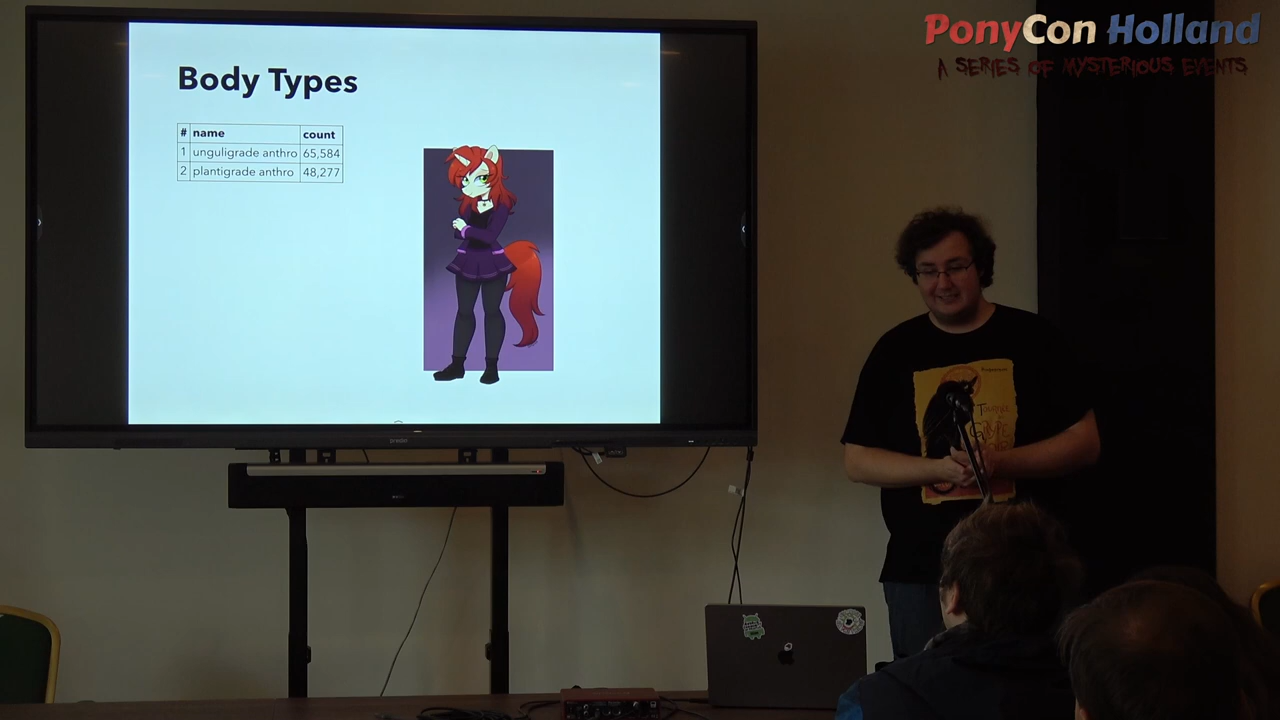 PonyCon Holland
A SERIES OF MYSTERIOUS EVENTS
Body Types
# name count
1 unguligrade anthro 65,584
2 plantigrade anthro 48,277
prowise